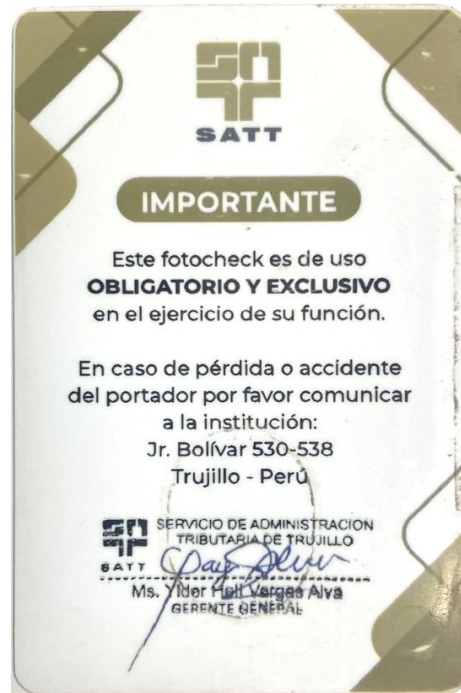 SATT
IMPORTANTE
Este fotocheck es de uso
OBLIGATORIO Y EXCLUSIVO
en el ejercicio de su función.
En caso de pérdida o accidente
del portador por favor comunicar
a la institución:
Jr. Bolívar 530-538
Trujillo - Perú
SERVICIO DE ADMINISTRACION
TRIBUTARIA DE TRUJILLO
SATT
Ms. Yider Heli Vargas Alva
GERENTE GENERAL